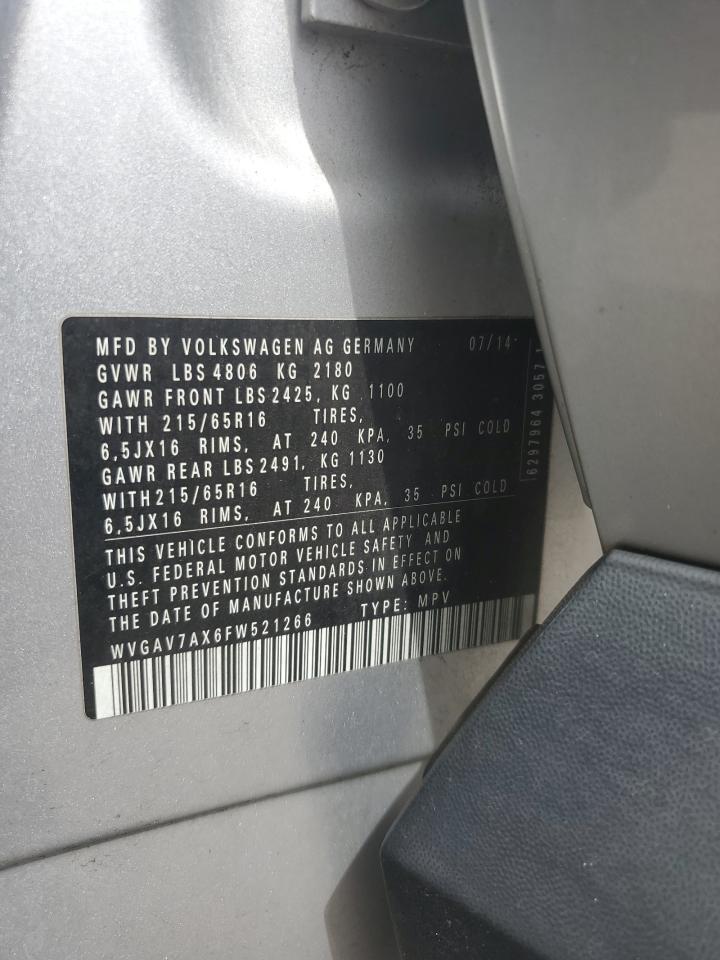 MFD BY VOLKSWAGEN AG GERMANY 07/14
GVWR LBS 4806 KG 2180
GAWR FRONT LBS 2425, KG 1100
WITH 215/65R16 TIRES,
6,5JX16 RIMS, AT 240 KPA, 35 PSI COLD
GAWR REAR LBS 2491, KG 1130
WITH 215/65R16 TIRES,
6,5JX16 RIMS, AT 240 KPA, 35 PSI COLD
THIS VEHICLE CONFORMS TO ALL APPLICABLE
U.S. FEDERAL MOTOR VEHICLE SAFETY AND
THEFT PREVENTION STANDARDS IN EFFECT ON
THE DATE OF MANUFACTURE SHOWN ABOVE.
WVGAV7AX6FW521266 TYPE: MPV
6297964 3057 1